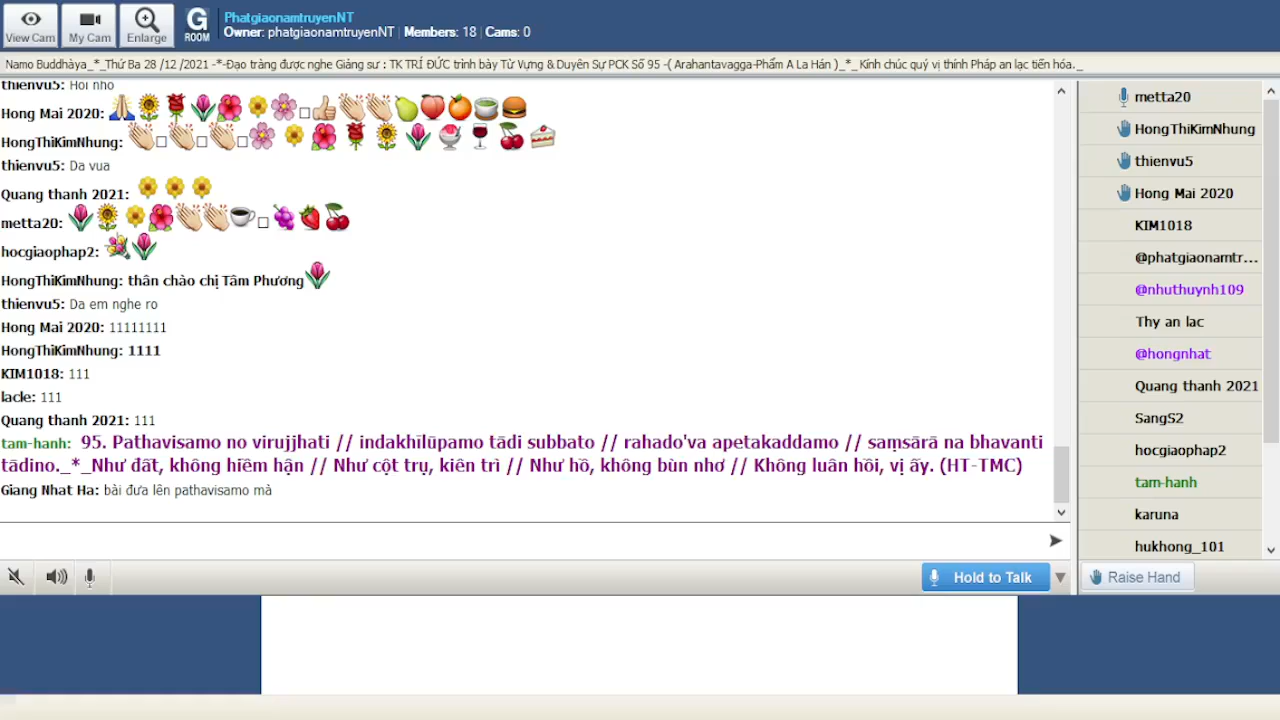 View Cam
My Cam
Enlarge
G
ROOM
PhatgiaonamtruyenNT
Owner: phatgiaonamtruyenNT | Members: 18 | Cams: 0
Namo Buddhàya_*_Thứ Ba 28 /12 /2021 -*-Đạo tràng được nghe Giảng sư : TK TRÍ ĐỨC trình bày Từ Vựng & Duyên Sự PCK Số 95 -( Arahantavagga-Phẩm A La Hán )_*_ Kính chúc quý vị thính Pháp an lạc tiến hóa._
thienvu5: Hoi nho
Hong Mai 2020:
HongThiKimNhung:
thienvu5: Da vua
Quang thanh 2021:
metta20:
hocgiaophap2:
HongThiKimNhung: thân chào chị Tâm Phương
thienvu5: Da em nghe ro
Hong Mai 2020: 11111111
HongThiKimNhung: 1111
KIM1018: 111
lacle: 111
Quang thanh 2021: 111
tam-hanh: 95. Pathavisamo no virujjhati // indakhīlūpamo tādi subbato // rahado'va apetakaddamo // saṃsārā na bhavanti
tādino._*_Như đất, không hiềm hận // Như cột trụ, kiên trì // Như hồ, không bùn nhơ // Không luân hồi, vị ấy. (HT-TMC)
Giang Nhat Ha: bài đưa lên pathavisamo mà
metta20
HongThiKimNhung
thienvu5
Hong Mai 2020
KIM1018
@phatgiaonamtr...
@nhuthuynh109
Thy an lac
@hongnhat
Quang thanh 2021
SangS2
hocgiaophap2
tam-hanh
karuna
hukhong_101
Hold to Talk
Raise Hand